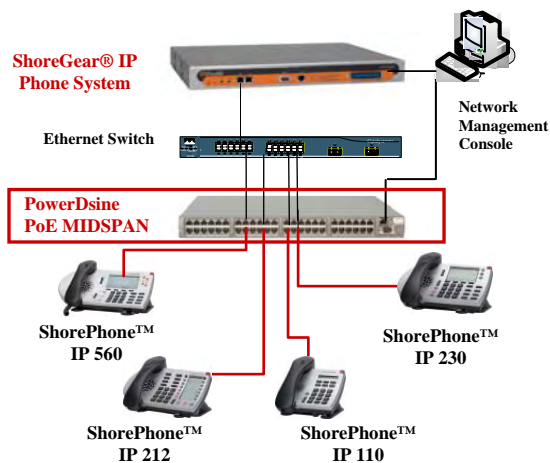 ShoreGear® IP
Phone System
Network
Management
Console
Ethernet Switch
PowerDsine
PoE MIDSPAN
ShorePhone™
IP 560
ShorePhone™
IP 230
ShorePhone™
IP 212
ShorePhone™
IP 110